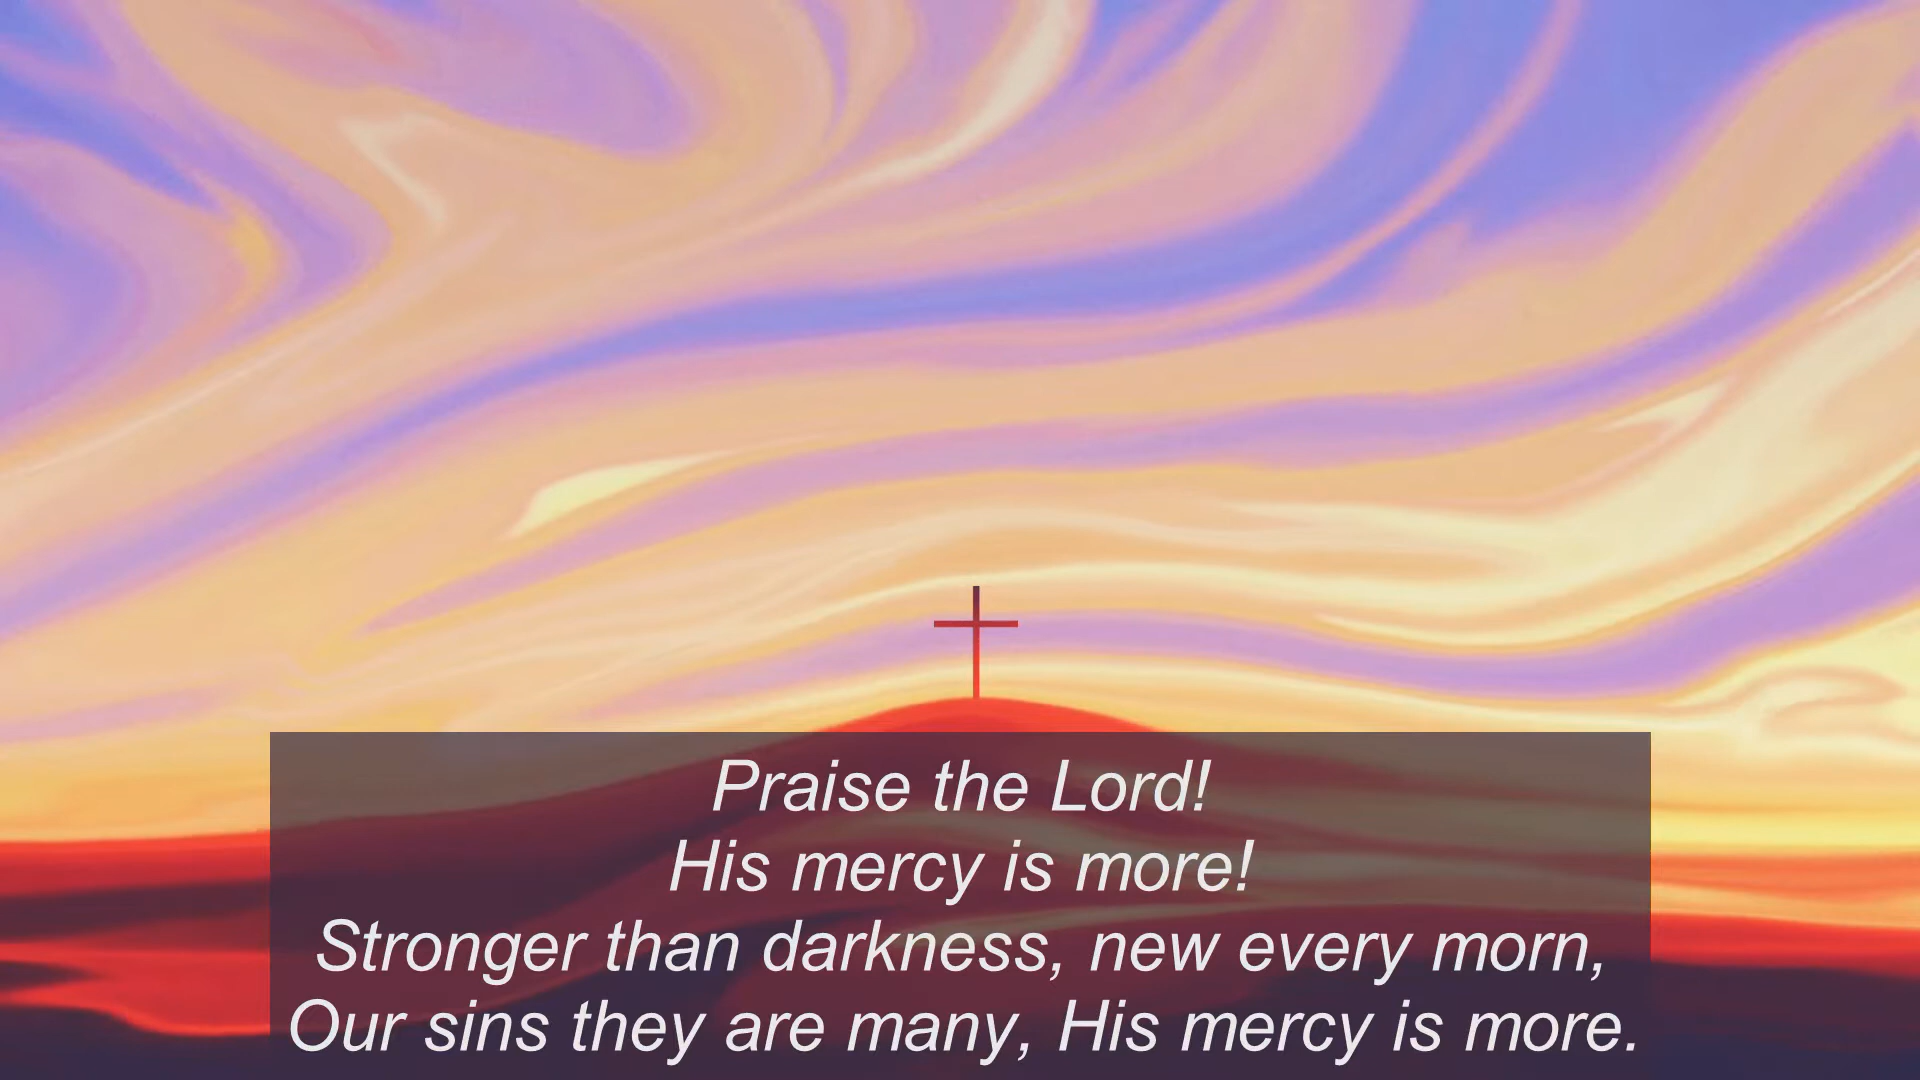 Praise the Lord!
His mercy is more!
Stronger than darkness, new every morn,
Our sins they are many, His mercy is more.